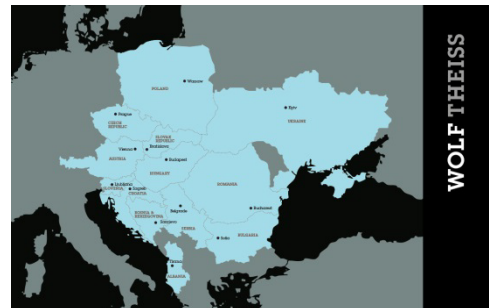 Warsaw
POLAND
Kyiv
UKRAINE
Prague
CZECH
REPUBLIC
SLOVAK
REPUBLIC
Vienna
Bratislava
AUSTRIA
Budapest
HUNGARY
Ljubljana
SLOVENIA
Zagreb
CROATIA
ROMANIA
BOSNIA &
HERZEGOVINA
Belgrade
Bucharest
Sarajevo
SERBIA
Sofia
BULGARIA
Tirana
ALBANIA
WOLF THEISS